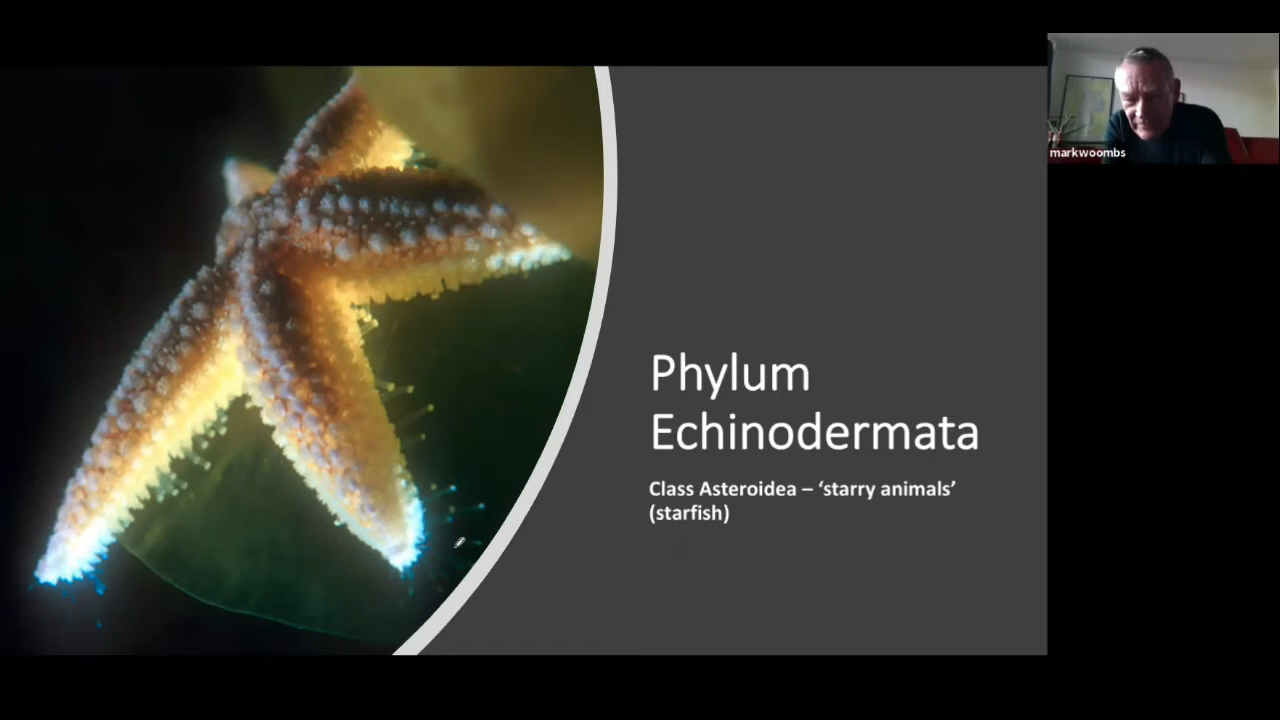 markwoombs
Phylum
Echinodermata
Class Asteroidea – ‘starry animals’
(starfish)